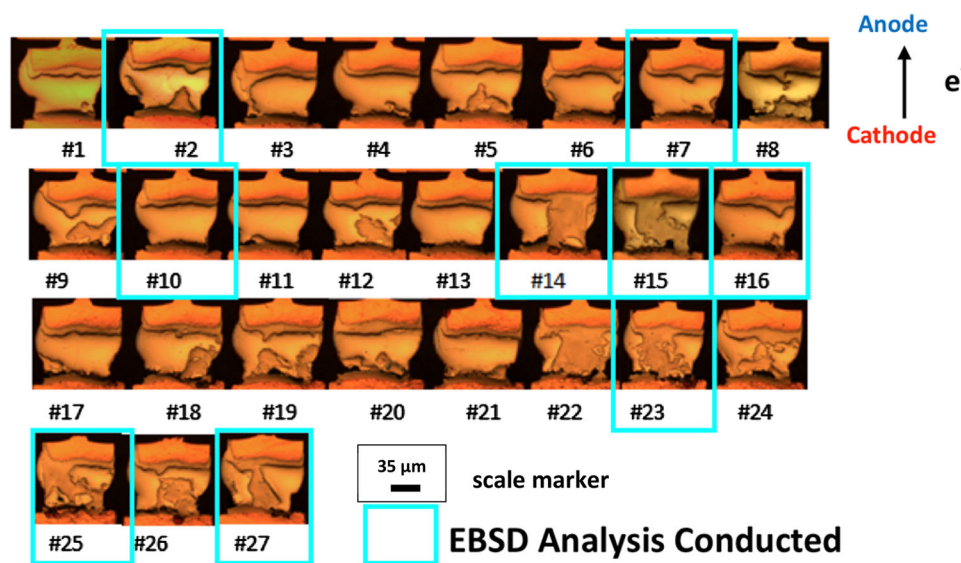 Anode
e
Cathode
#1 #2 #3 #4 #5 #6 #7 #8
#9 #10 #11 #12 #13 #14 #15 #16
#17 #18 #19 #20 #21 #22 #23 #24
35 µm
scale marker
#25 #26 #27
EBSD Analysis Conducted